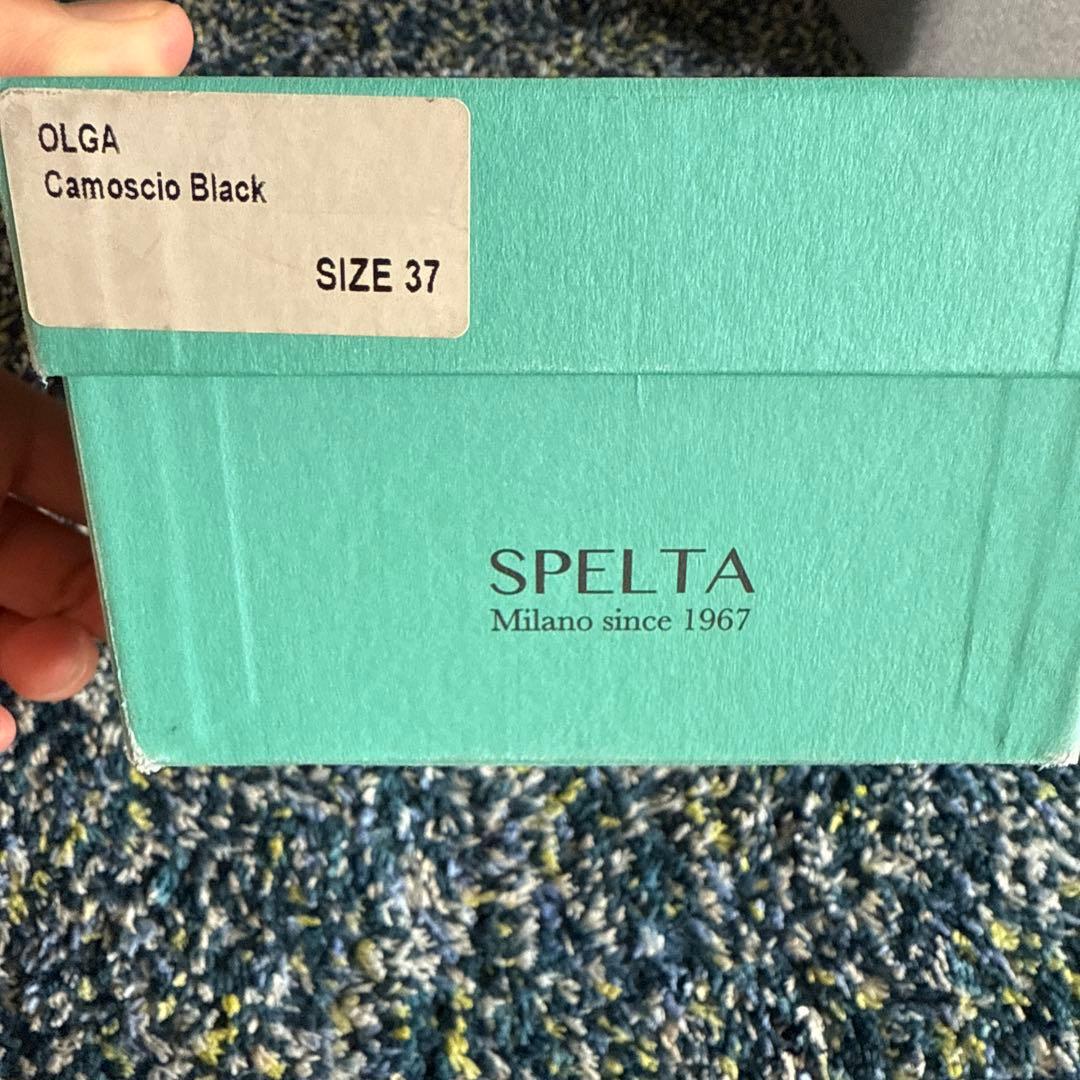 OLGA
Camoscio Black
SIZE 37
SPELTA
Milano since 1967